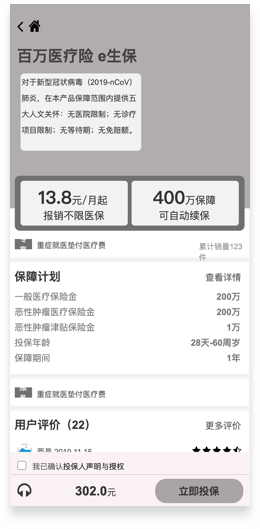 百万医疗险 e生保
对于新型冠状病毒（2019-nCoV）
肺炎，在本产品保障范围内提供五
大人文关怀：无医院限制；无诊疗
项目限制；无等待期；无免赔额。
13.8元/月起
报销不限医保
400万保障
可自动续保
重症就医垫付医疗费
累计销量123
件
保障计划
查看详情
一般医疗保险金 200万
恶性肿瘤医疗保险金 200万
恶性肿瘤津贴保险金 1万
投保年龄 28天-60周岁
保障期间 1年
重症就医垫付医疗费
用户评价（22）
更多评价
2019.11.15
我已确认投保人声明与授权
302.0元
立即投保